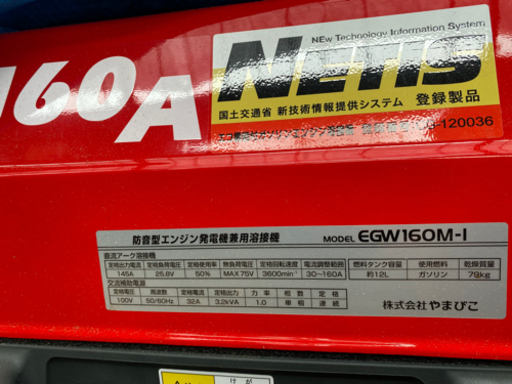 160A
NEw Technology Information System
NETIS
国土交通省 新技術情報提供システム 登録製品
-120036
防音型エンジン発電機兼用溶接機 MODEL EGW160M-I
直流アーク溶接機
定格出力電流 定格負荷電圧 定格使用率 無負荷電圧 定格回転速度 電流調整範囲 燃料タンク容量 使用燃料 乾燥質量
145A 25.8V 50% MAX75V 3600min⁻¹ 30~160A 約12L ガソリン 79kg
交流補助電源
定格電圧 周波数 定格電流 定格出力 力率 相数 定格
100V 50/60Hz 32A 3.2kVA 1.0 単相 連続
株式会社やまびこ
けが